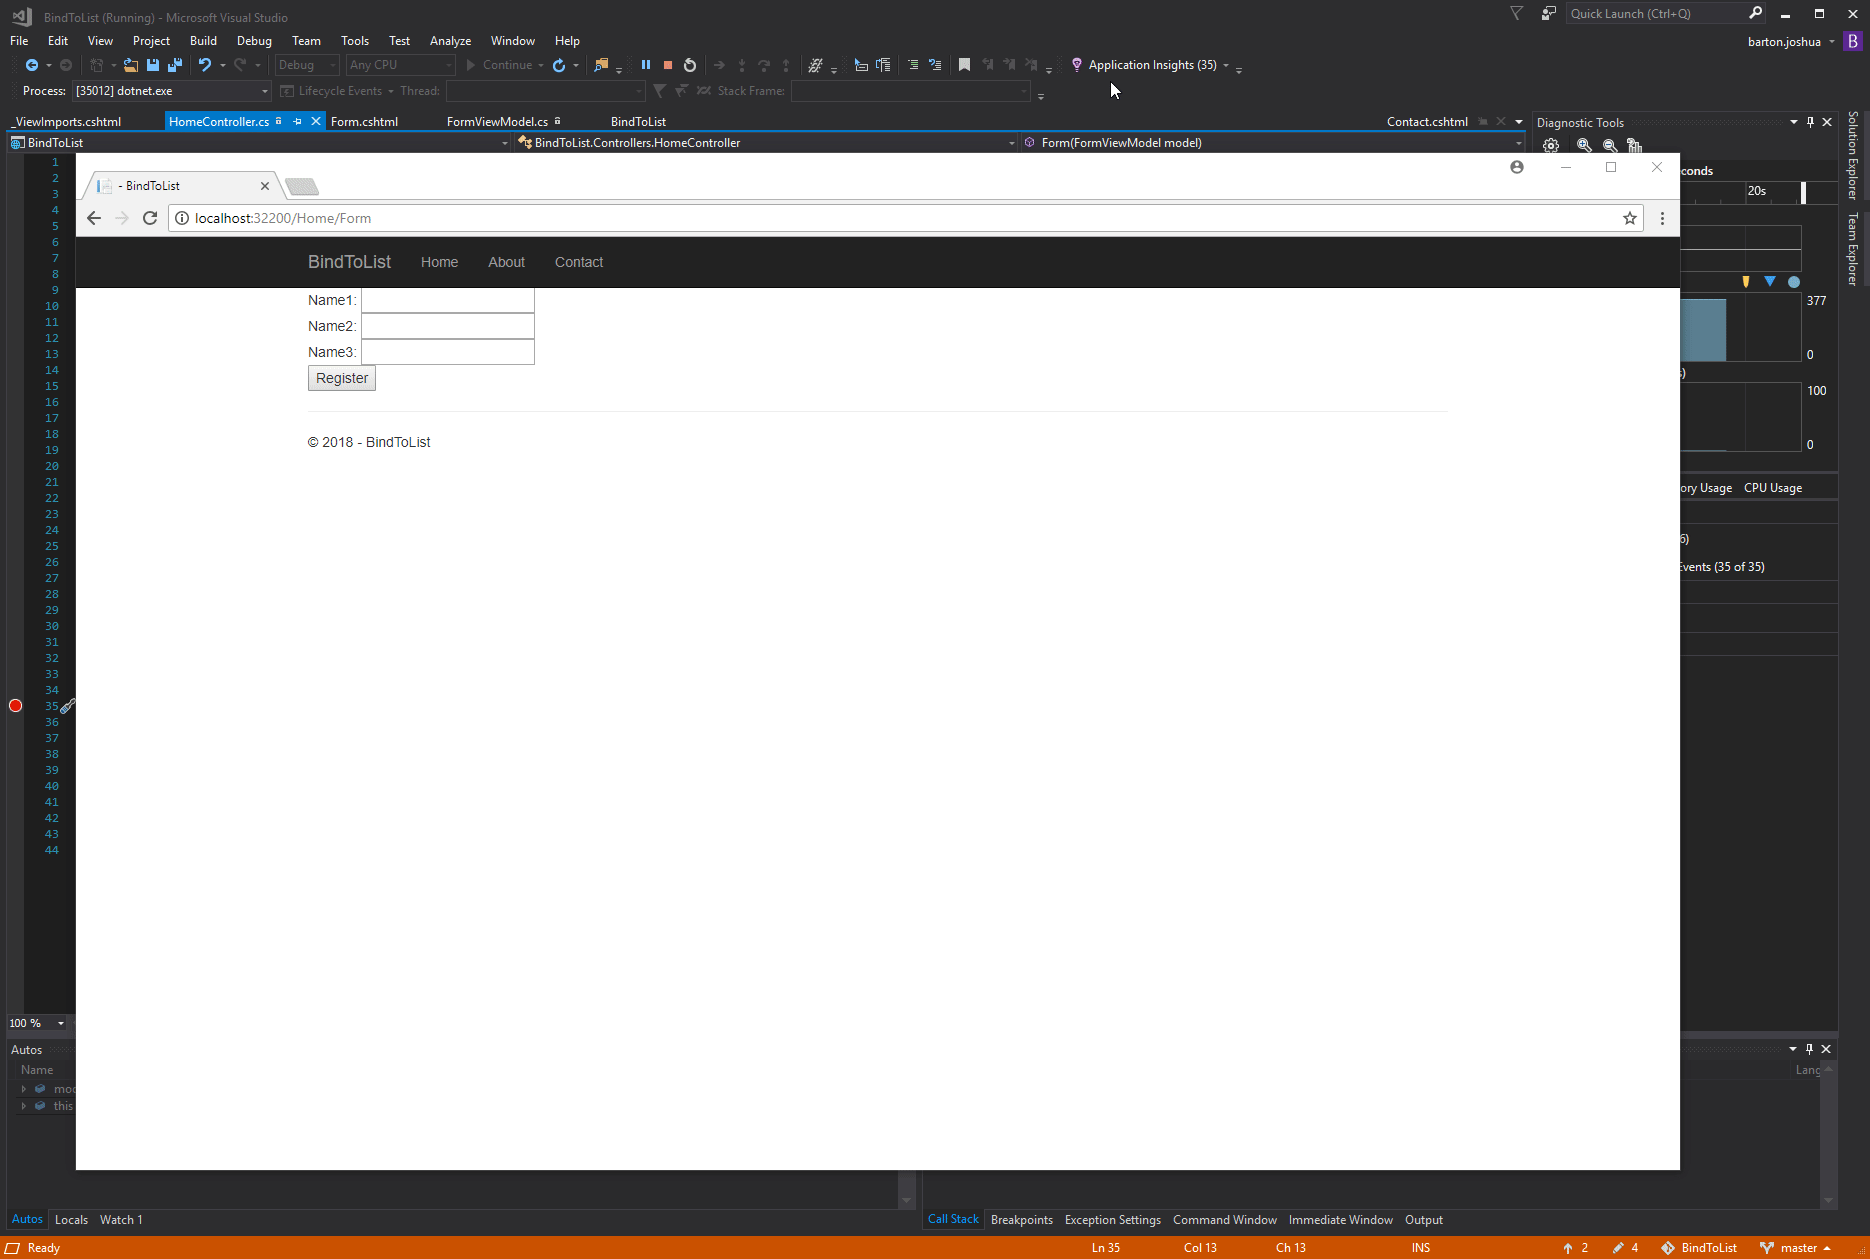 BindToList (Running) - Microsoft Visual Studio
Quick Launch (Ctrl+Q)
File Edit View Project Build Debug Team Tools Test Analyze Window Help
barton.joshua B
Debug Any CPU Continue Application Insights (35)
Process: [35012] dotnet.exe Lifecycle Events Thread: Stack Frame:
_ViewImports.cshtml HomeController.cs Form.cshtml FormViewModel.cs BindToList Contact.cshtml
Diagnostic Tools
BindToList BindToList.Controllers.HomeController Form(FormViewModel model)
Solution Explorer
Team Explorer
- BindToList
localhost:32200/Home/Form
BindToList Home About Contact
Name1:
Name2:
Name3:
Register
© 2018 - BindToList
1
2
3
4
5
6
7
8
9
10
11
12
13
14
15
16
17
18
19
20
21
22
23
24
25
26
27
28
29
30
31
32
33
34
35
36
37
38
39
40
41
42
43
44
conds
20s
377
0
s)
100
0
ory Usage CPU Usage
6)
Events (35 of 35)
100 %
Autos
Name
Lang
mod
this
Autos Locals Watch 1
Call Stack Breakpoints Exception Settings Command Window Immediate Window Output
Ready Ln 35 Col 13 Ch 13 INS 2 4 BindToList master